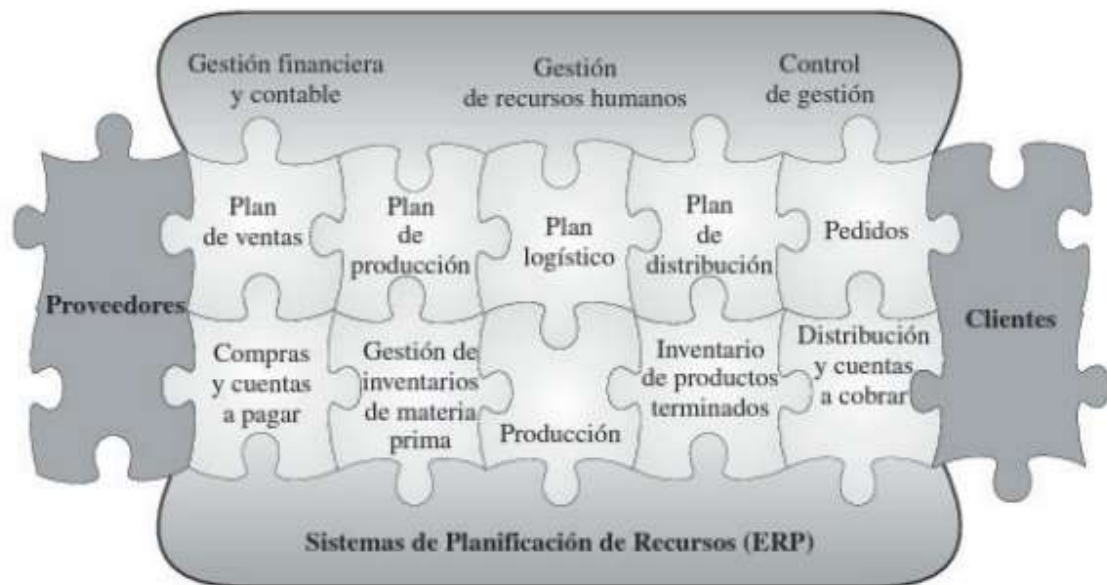 Gestión financiera
y contable
Gestión
de recursos humanos
Control
de gestión
Proveedores
Plan
de ventas
Plan
de
producción
Plan
logístico
Plan
de
distribución
Pedidos
Clientes
Compras
y cuentas
a pagar
Gestión de
inventarios
de materia
prima
Producción
Inventario
de productos
terminados
Distribución
y cuentas
a cobrar
Sistemas de Planificación de Recursos (ERP)